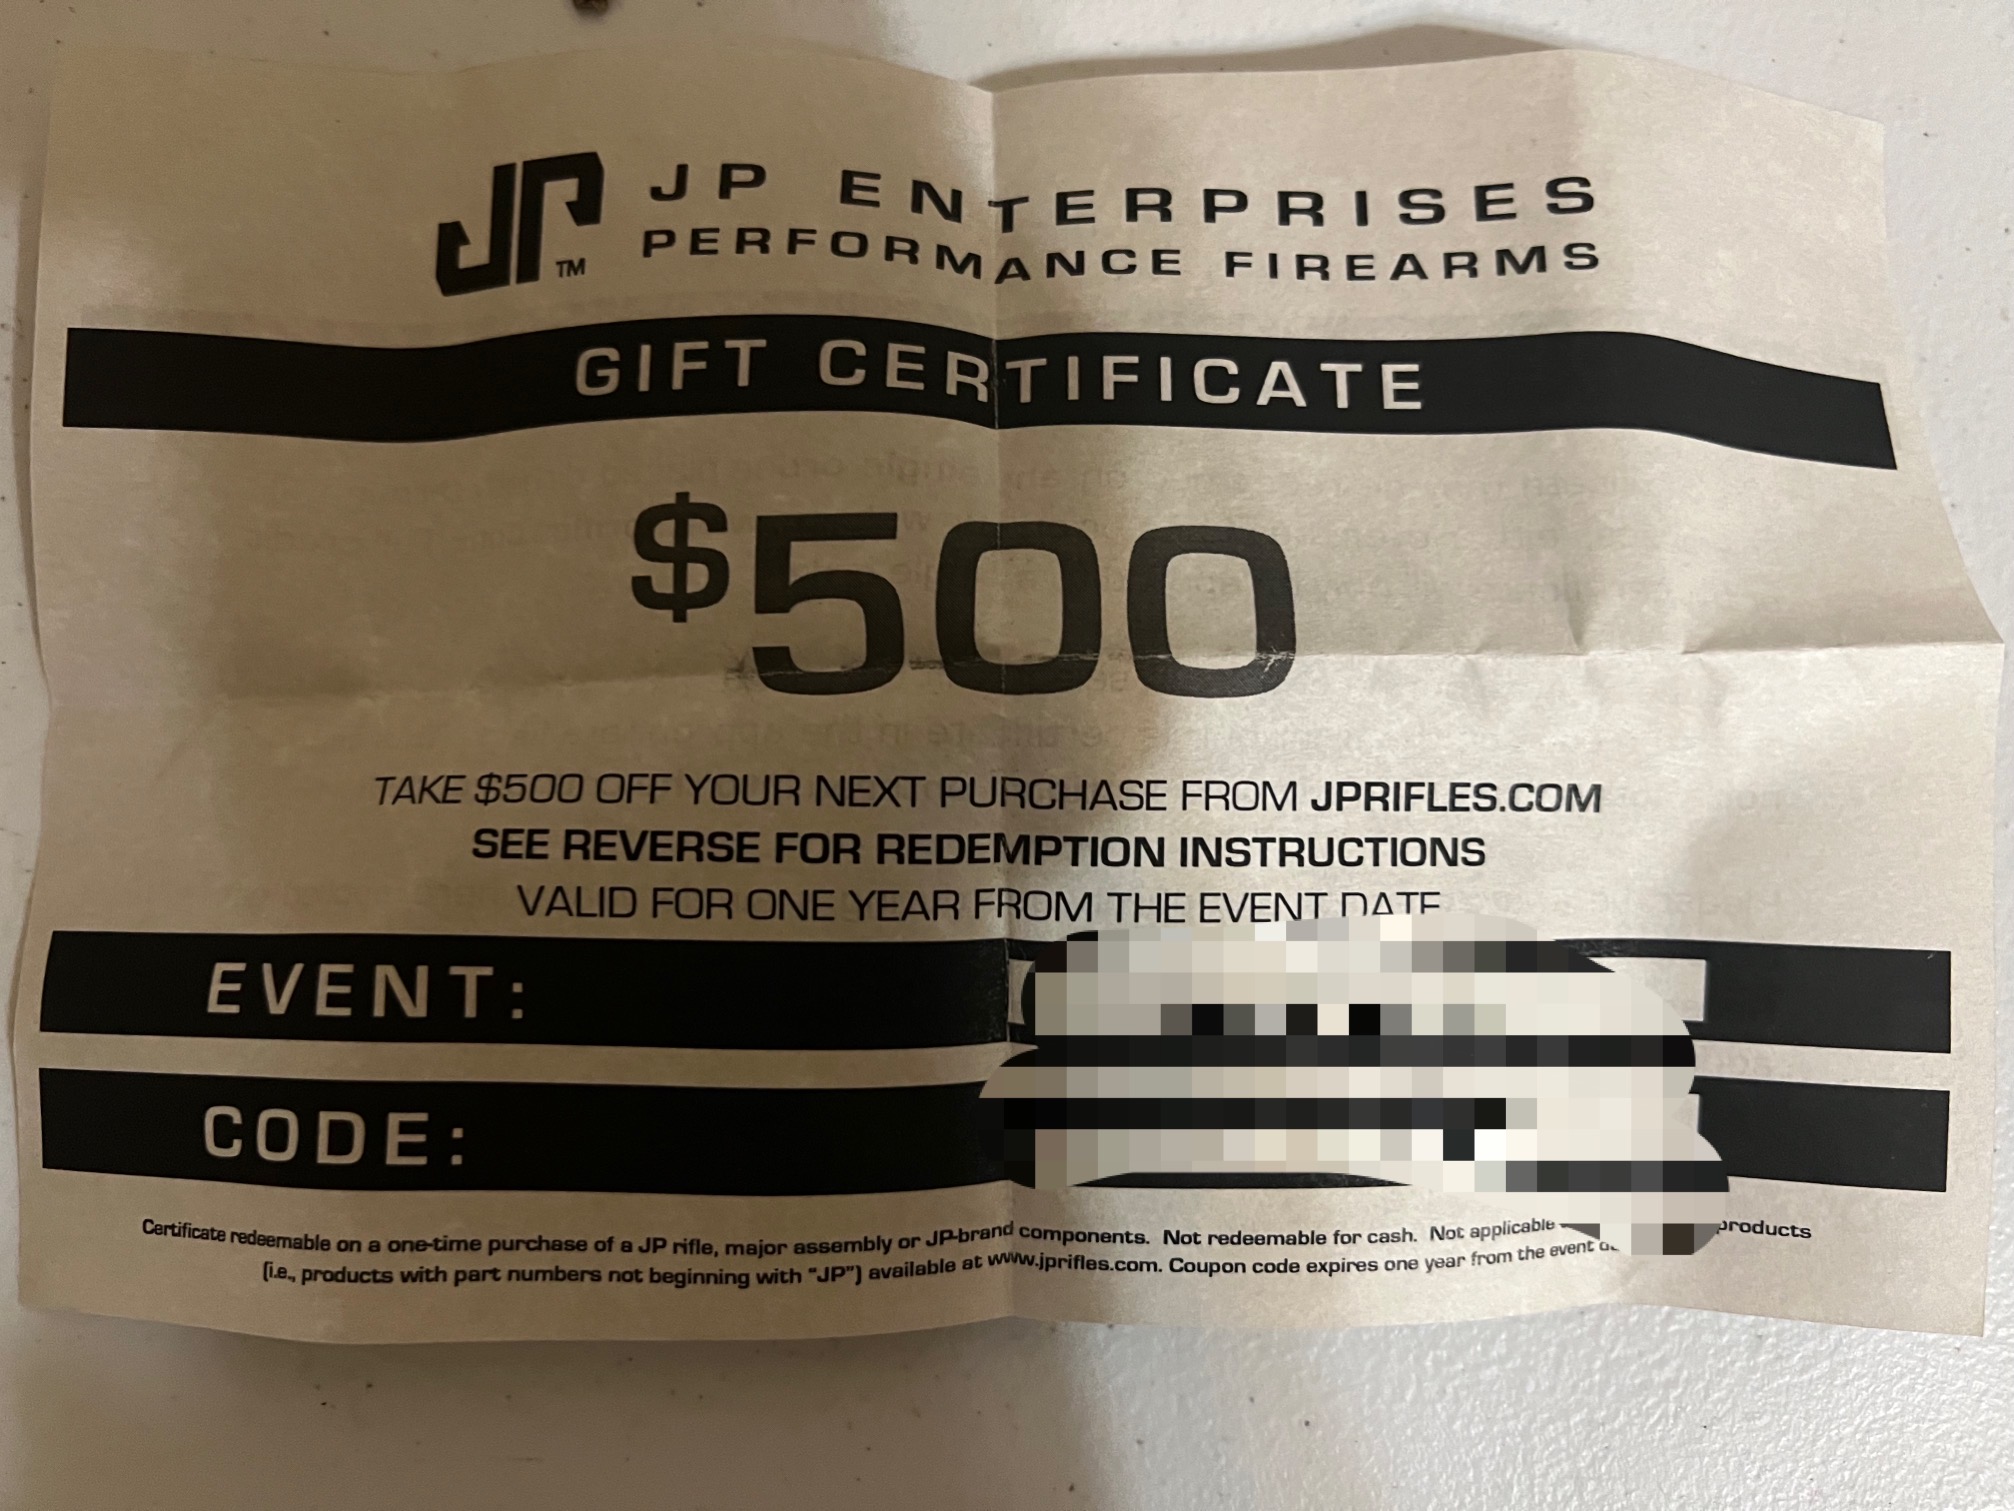 JP™ JP ENTERPRISES
PERFORMANCE FIREARMS
GIFT CERTIFICATE
$500
TAKE $500 OFF YOUR NEXT PURCHASE FROM JPRIFLES.COM
SEE REVERSE FOR REDEMPTION INSTRUCTIONS
VALID FOR ONE YEAR FROM THE EVENT DATE
EVENT:
CODE:
Certificate redeemable on a one-time purchase of a JP rifle, major assembly or JP-brand components. Not redeemable for cash. Not applicable products
(i.e., products with part numbers not beginning with "JP") available at www.jprifles.com. Coupon code expires one year from the event